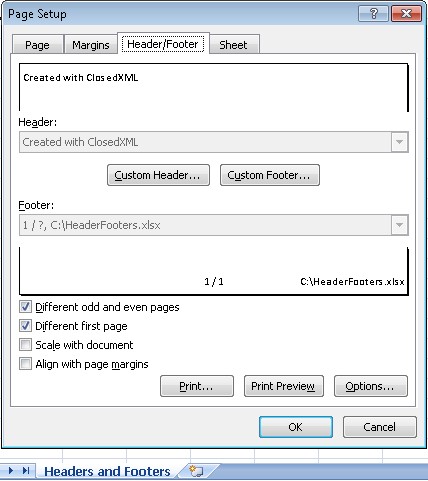 Page Setup
Page Margins Header/Footer Sheet
Created with ClosedXML
Header:
Created with ClosedXML
Custom Header... Custom Footer...
Footer:
1 / ?, C:\HeaderFooters.xlsx
1 / 1 C:\HeaderFooters.xlsx
Different odd and even pages
Different first page
Scale with document
Align with page margins
Print... Print Preview Options...
OK Cancel
Headers and Footers